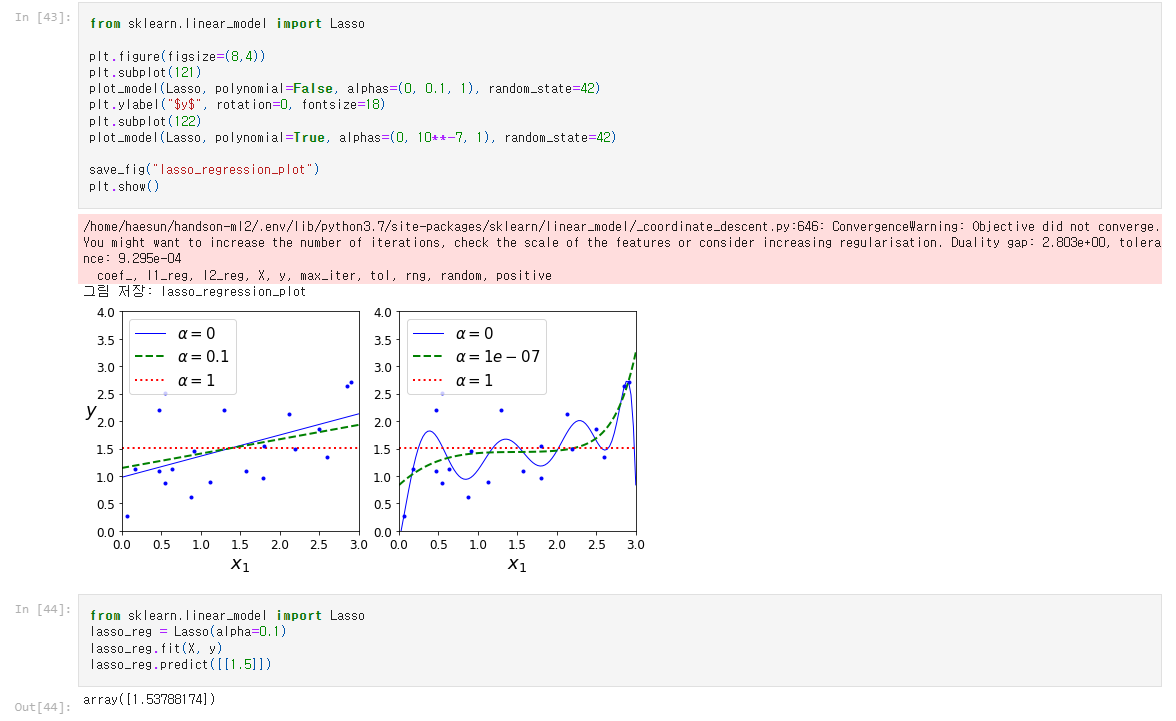 In [43]:
from sklearn.linear_model import Lasso
plt.figure(figsize=(8,4))
plt.subplot(121)
plot_model(Lasso, polynomial=False, alphas=(0, 0.1, 1), random_state=42)
plt.ylabel("$y$", rotation=0, fontsize=18)
plt.subplot(122)
plot_model(Lasso, polynomial=True, alphas=(0, 10**-7, 1), random_state=42)
save_fig("lasso_regression_plot")
plt.show()
/home/haesun/handson-ml2/.env/lib/python3.7/site-packages/sklearn/linear_model/_coordinate_descent.py:646: ConvergenceWarning: Objective did not converge.
You might want to increase the number of iterations, check the scale of the features or consider increasing regularisation. Duality gap: 2.803e+00, tolera
nce: 9.295e-04
coef_, l1_reg, l2_reg, X, y, max_iter, tol, rng, random, positive
그림 저장: lasso_regression_plot
4.0
3.5
3.0
2.5
2.0
1.5
1.0
0.5
0.0
y
α = 0
α = 0.1
α = 1
0.0 0.5 1.0 1.5 2.0 2.5 3.0
x₁
4.0
3.5
3.0
2.5
2.0
1.5
1.0
0.5
0.0
α = 0
α = 1e − 07
α = 1
0.0 0.5 1.0 1.5 2.0 2.5 3.0
x₁
In [44]:
from sklearn.linear_model import Lasso
lasso_reg = Lasso(alpha=0.1)
lasso_reg.fit(X, y)
lasso_reg.predict([[1.5]])
Out[44]:
array([1.53788174])